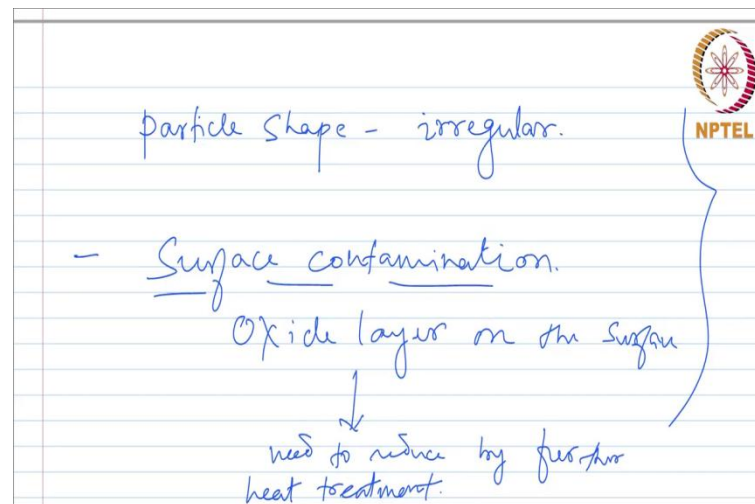 NPTEL
particle shape - irregular.
- Surface contamination.
Oxide layer on the surface
need to reduce by further
heat treatment.